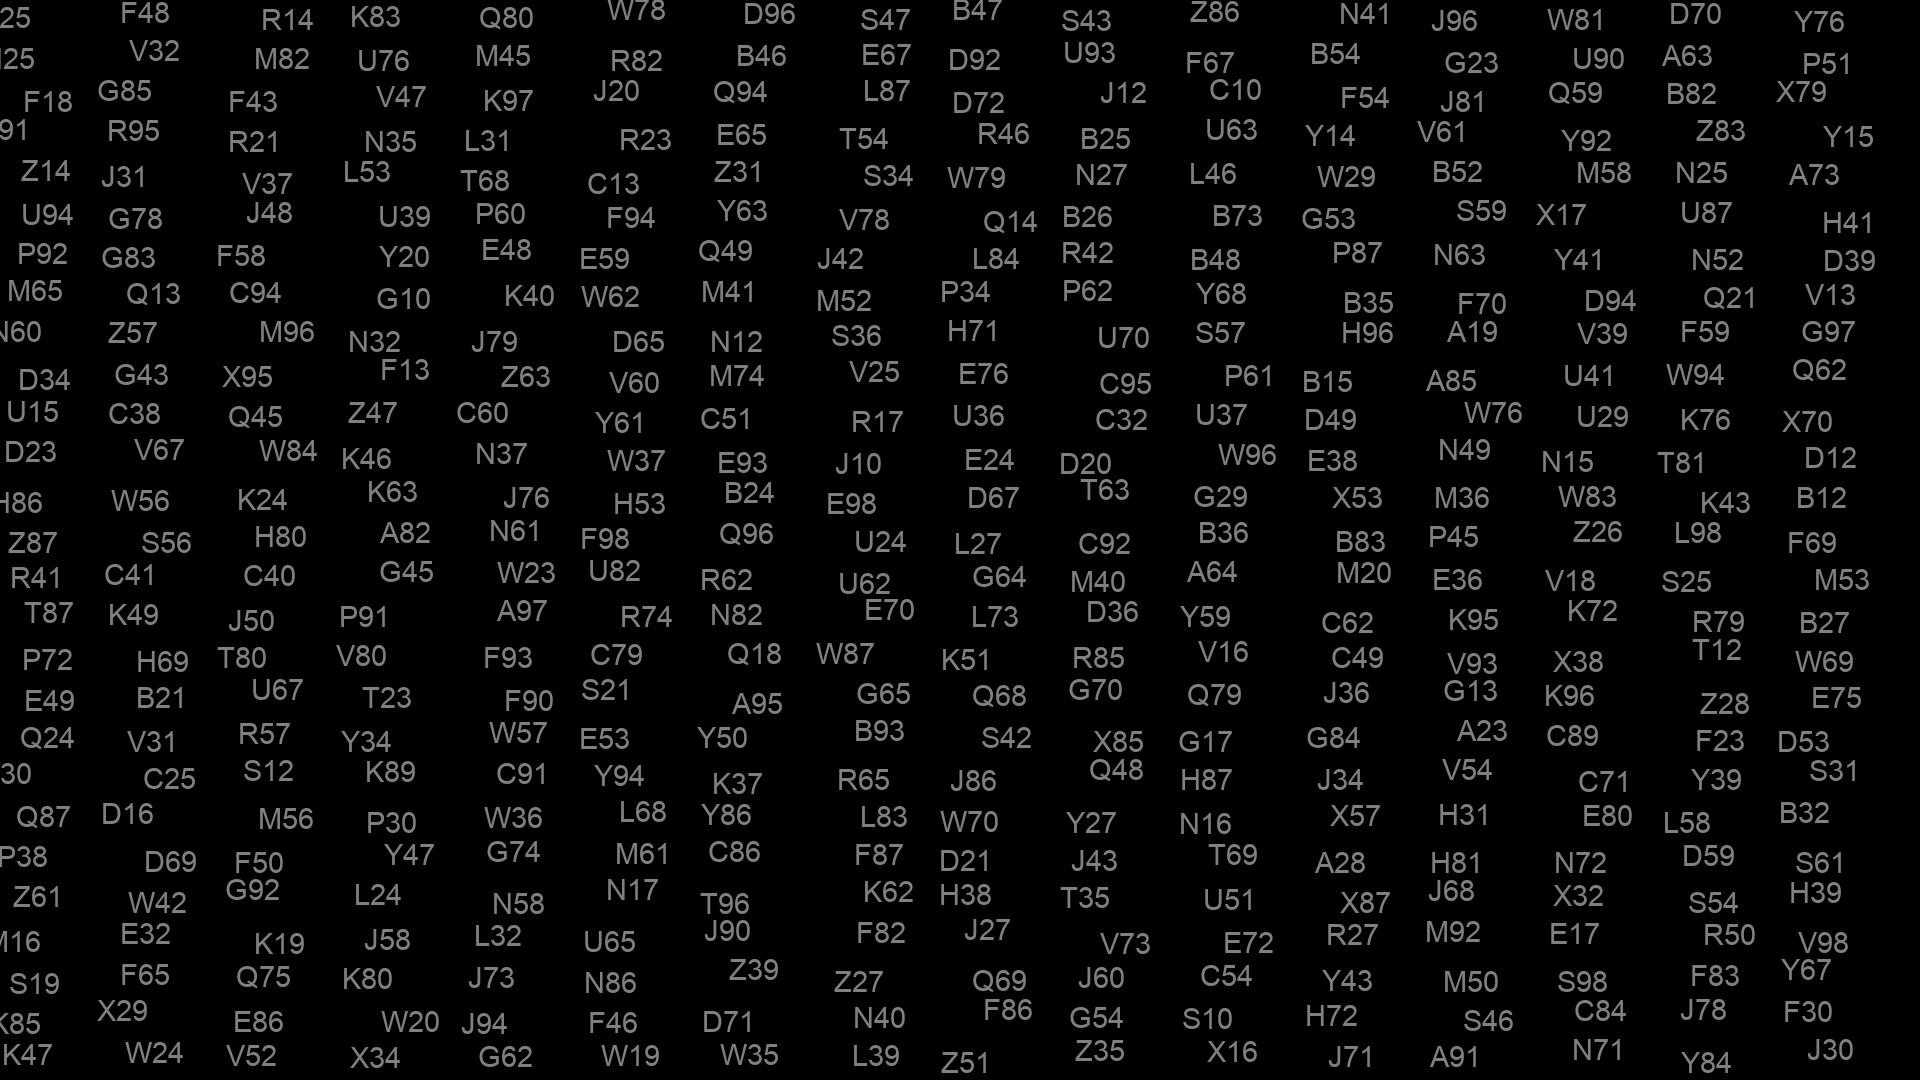 25 F48 R14 K83 Q80 W78 D96 S47 B47 S43 Z86 N41 J96 W81 D70 Y76
25 V32 M82 U76 M45 R82 B46 E67 D92 U93 F67 B54 G23 U90 A63 P51
F18 G85 F43 V47 K97 J20 Q94 L87 D72 J12 C10 F54 J81 Q59 B82 X79
91 R95 R21 N35 L31 R23 E65 T54 R46 B25 U63 Y14 V61 Y92 Z83 Y15
Z14 J31 V37 L53 T68 C13 Z31 S34 W79 N27 L46 W29 B52 M58 N25 A73
U94 G78 J48 U39 P60 F94 Y63 V78 Q14 B26 B73 G53 S59 X17 U87 H41
P92 G83 F58 Y20 E48 E59 Q49 J42 L84 R42 B48 P87 N63 Y41 N52 D39
M65 Q13 C94 G10 K40 W62 M41 M52 P34 P62 Y68 B35 F70 D94 Q21 V13
N60 Z57 M96 N32 J79 D65 N12 S36 H71 U70 S57 H96 A19 V39 F59 G97
D34 G43 X95 F13 Z63 V60 M74 V25 E76 C95 P61 B15 A85 U41 W94 Q62
U15 C38 Q45 Z47 C60 Y61 C51 R17 U36 C32 U37 D49 W76 U29 K76 X70
D23 V67 W84 K46 N37 W37 E93 J10 E24 D20 W96 E38 N49 N15 T81 D12
H86 W56 K24 K63 J76 H53 B24 E98 D67 T63 G29 X53 M36 W83 K43 B12
Z87 S56 H80 A82 N61 F98 Q96 U24 L27 C92 B36 B83 P45 Z26 L98 F69
R41 C41 C40 G45 W23 U82 R62 U62 G64 M40 A64 M20 E36 V18 S25 M53
T87 K49 J50 P91 A97 R74 N82 E70 L73 D36 Y59 C62 K95 K72 R79 B27
P72 H69 T80 V80 F93 C79 Q18 W87 K51 R85 V16 C49 V93 X38 T12 W69
E49 B21 U67 T23 F90 S21 A95 G65 Q68 G70 Q79 J36 G13 K96 Z28 E75
Q24 V31 R57 Y34 W57 E53 Y50 B93 S42 X85 G17 G84 A23 C89 F23 D53
30 C25 S12 K89 C91 Y94 K37 R65 J86 Q48 H87 J34 V54 C71 Y39 S31
Q87 D16 M56 P30 W36 L68 Y86 L83 W70 Y27 N16 X57 H31 E80 L58 B32
P38 D69 F50 Y47 G74 M61 C86 F87 D21 J43 T69 A28 H81 N72 D59 S61
Z61 W42 G92 L24 N58 N17 T96 K62 H38 T35 U51 X87 J68 X32 S54 H39
M16 E32 K19 J58 L32 U65 J90 F82 J27 V73 E72 R27 M92 E17 R50 V98
S19 F65 Q75 K80 J73 N86 Z39 Z27 Q69 J60 C54 Y43 M50 S98 F83 Y67
K85 X29 E86 W20 J94 F46 D71 N40 F86 G54 S10 H72 S46 C84 J78 F30
K47 W24 V52 X34 G62 W19 W35 L39 Z51 Z35 X16 J71 A91 N71 Y84 J30